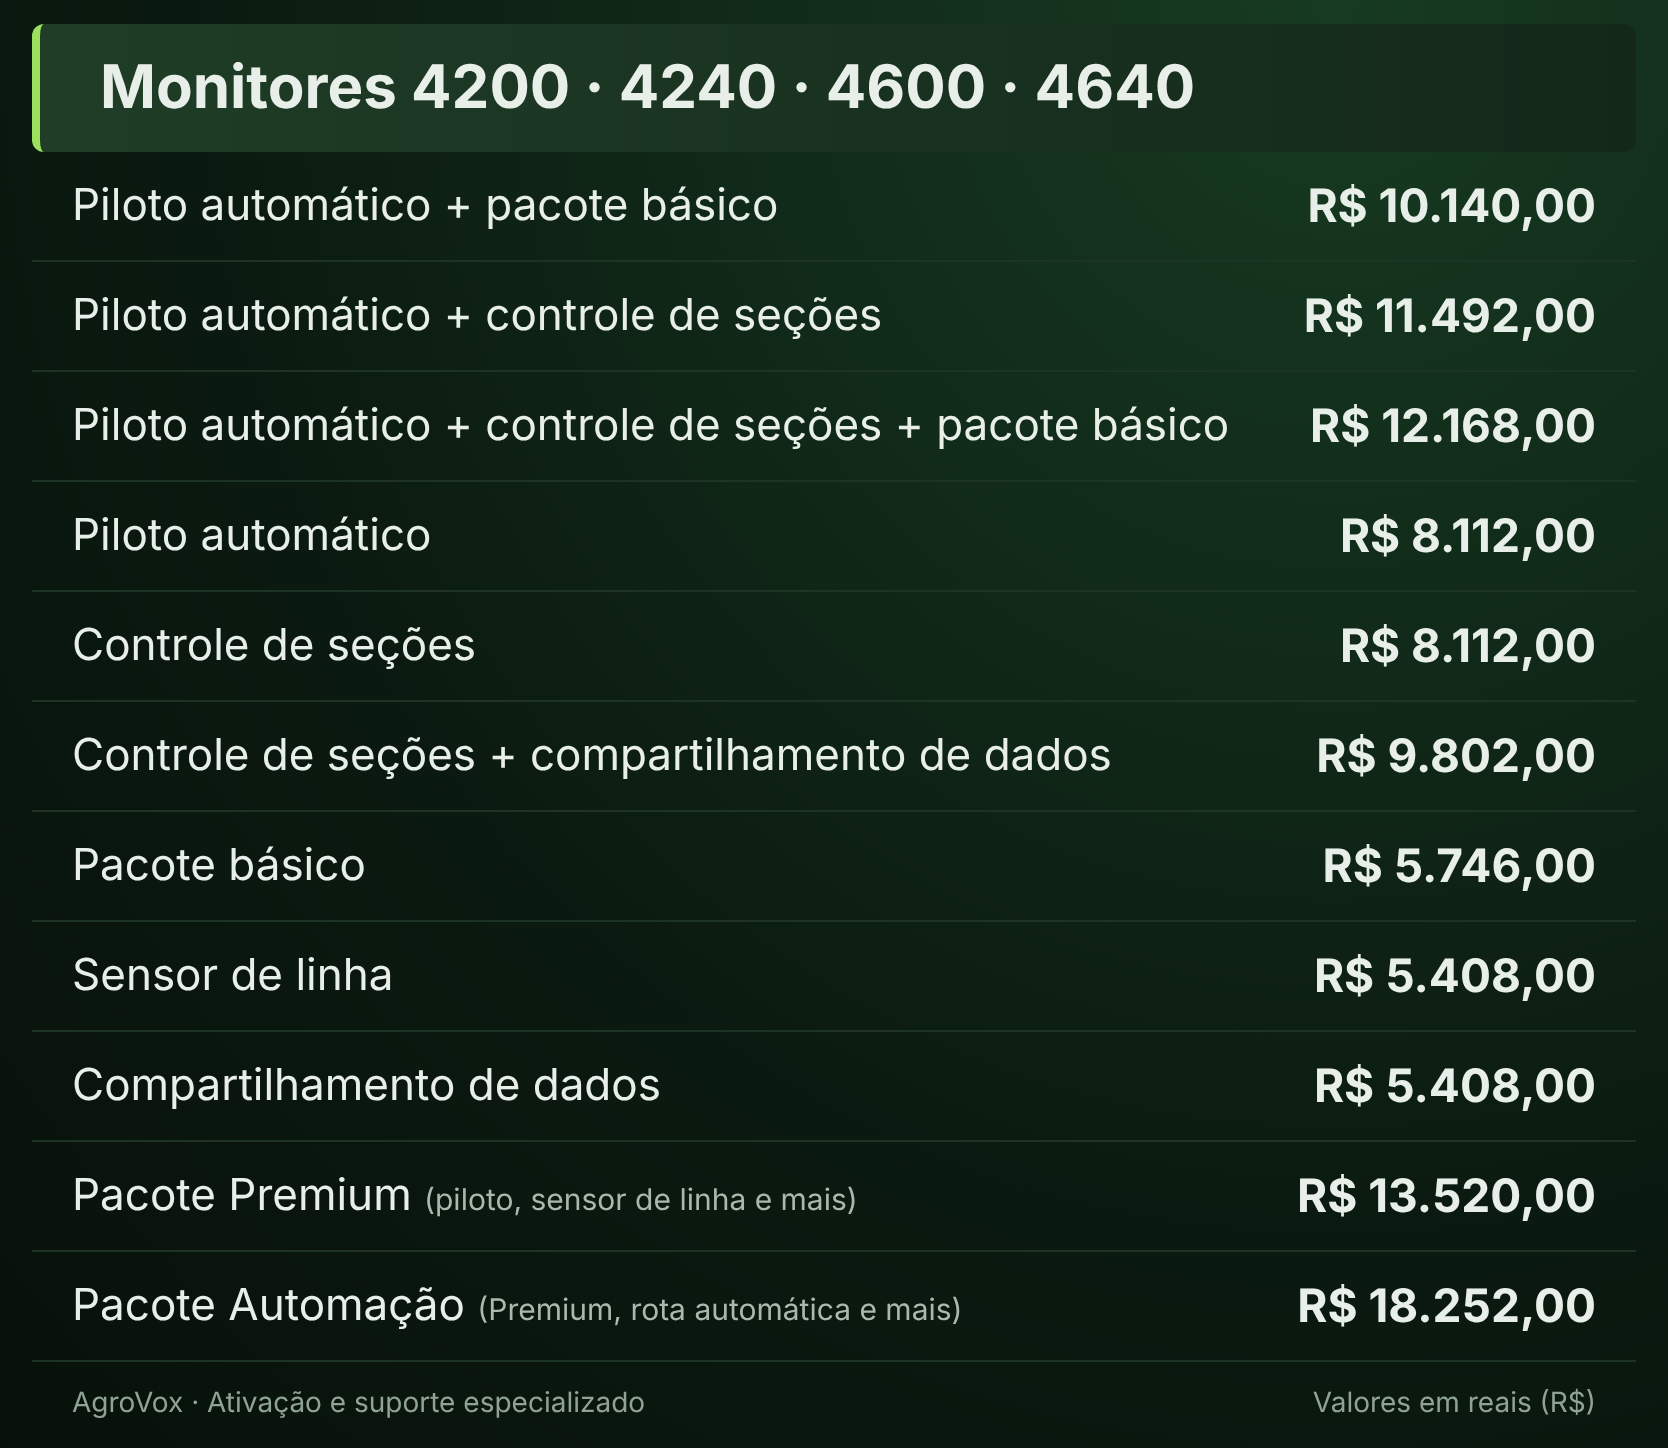 Monitores 4200 · 4240 · 4600 · 4640
Piloto automático + pacote básico R$ 10.140,00
Piloto automático + controle de seções R$ 11.492,00
Piloto automático + controle de seções + pacote básico R$ 12.168,00
Piloto automático R$ 8.112,00
Controle de seções R$ 8.112,00
Controle de seções + compartilhamento de dados R$ 9.802,00
Pacote básico R$ 5.746,00
Sensor de linha R$ 5.408,00
Compartilhamento de dados R$ 5.408,00
Pacote Premium (piloto, sensor de linha e mais) R$ 13.520,00
Pacote Automação (Premium, rota automática e mais) R$ 18.252,00
AgroVox · Ativação e suporte especializado Valores em reais (R$)